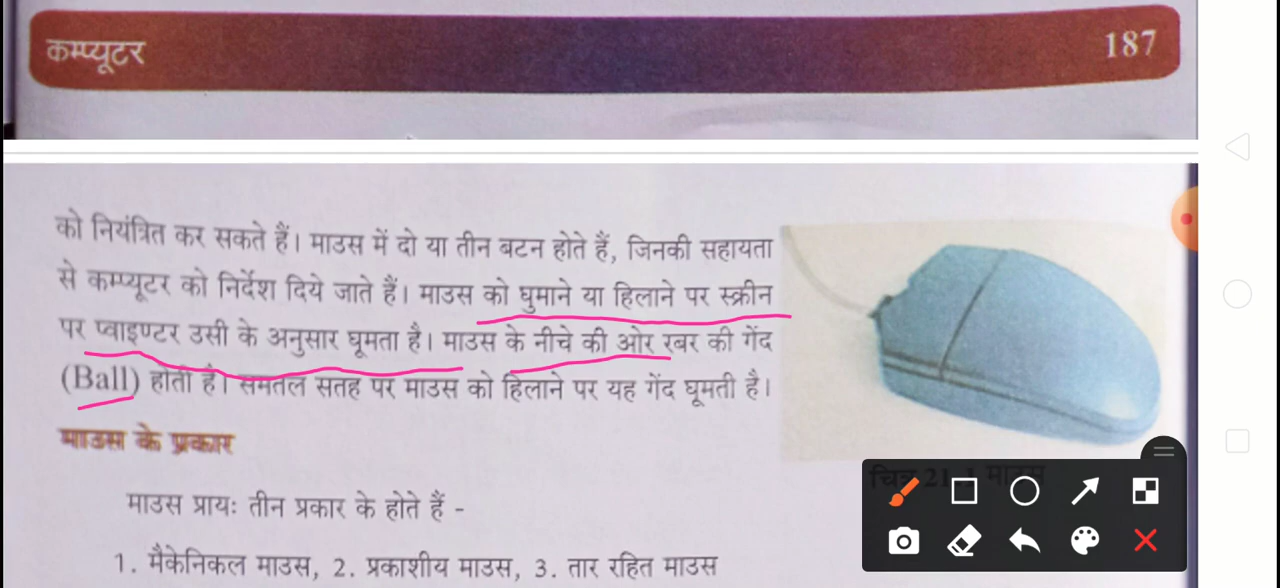 कम्प्यूटर
187
को नियंत्रित कर सकते हैं। माउस में दो या तीन बटन होते हैं, जिनकी सहायता
से कम्प्यूटर को निर्देश दिये जाते हैं। माउस को घुमाने या हिलाने पर स्क्रीन
पर प्वाइण्टर उसी के अनुसार घूमता है। माउस के नीचे की ओर रबर की गेंद
(Ball) होती है। समतल सतह पर माउस को हिलाने पर यह गेंद घूमती है।
माउस के प्रकार
चित्र 21.1 माउस
माउस प्रायः तीन प्रकार के होते हैं -
1. मैकेनिकल माउस, 2. प्रकाशीय माउस, 3. तार रहित माउस